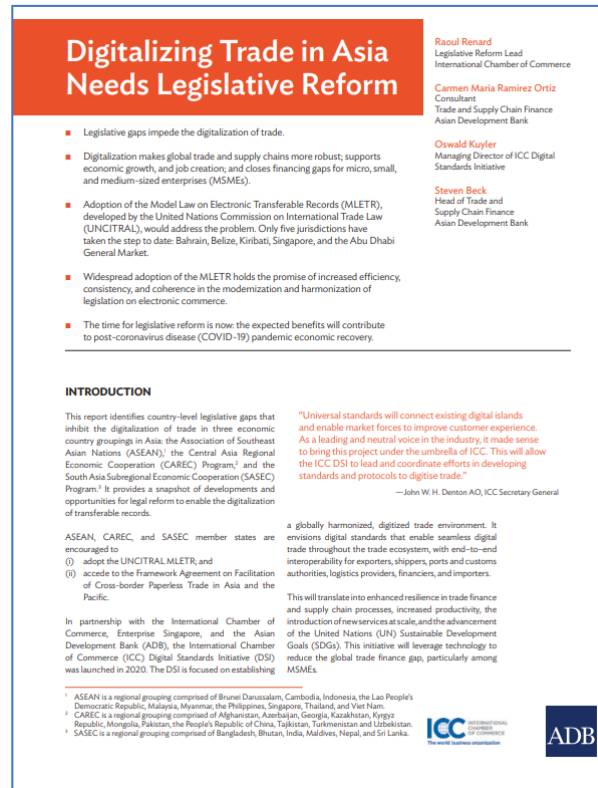 Digitalizing Trade in Asia
Needs Legislative Reform
Raoul Renard
Legislative Reform Lead
International Chamber of Commerce
Carmen Maria Ramirez Ortiz
Consultant
Trade and Supply Chain Finance
Asian Development Bank
Oswald Kuyler
Managing Director of ICC Digital
Standards Initiative
Steven Beck
Head of Trade and
Supply Chain Finance
Asian Development Bank
■ Legislative gaps impede the digitalization of trade.
■ Digitalization makes global trade and supply chains more robust; supports
economic growth, and job creation; and closes financing gaps for micro, small,
and medium-sized enterprises (MSMEs).
■ Adoption of the Model Law on Electronic Transferable Records (MLETR),
developed by the United Nations Commission on International Trade Law
(UNCITRAL), would address the problem. Only five jurisdictions have
taken the step to date: Bahrain, Belize, Kiribati, Singapore, and the Abu Dhabi
General Market.
■ Widespread adoption of the MLETR holds the promise of increased efficiency,
consistency, and coherence in the modernization and harmonization of
legislation on electronic commerce.
■ The time for legislative reform is now: the expected benefits will contribute
to post-coronavirus disease (COVID-19) pandemic economic recovery.
INTRODUCTION
This report identifies country-level legislative gaps that
inhibit the digitalization of trade in three economic
country groupings in Asia: the Association of Southeast
Asian Nations (ASEAN),¹ the Central Asia Regional
Economic Cooperation (CAREC) Program,² and the
South Asia Subregional Economic Cooperation (SASEC)
Program.³ It provides a snapshot of developments and
opportunities for legal reform to enable the digitalization
of transferable records.
ASEAN, CAREC, and SASEC member states are
encouraged to
(i) adopt the UNCITRAL MLETR; and
(ii) accede to the Framework Agreement on Facilitation
of Cross-border Paperless Trade in Asia and the
Pacific.
In partnership with the International Chamber of
Commerce, Enterprise Singapore, and the Asian
Development Bank (ADB), the International Chamber
of Commerce (ICC) Digital Standards Initiative (DSI)
was launched in 2020. The DSI is focused on establishing
"Universal standards will connect existing digital islands
and enable market forces to improve customer experience.
As a leading and neutral voice in the industry, it made sense
to bring this project under the umbrella of ICC. This will allow
the ICC DSI to lead and coordinate efforts in developing
standards and protocols to digitise trade."
—John W. H. Denton AO, ICC Secretary General
a globally harmonized, digitized trade environment. It
envisions digital standards that enable seamless digital
trade throughout the trade ecosystem, with end–to–end
interoperability for exporters, shippers, ports and customs
authorities, logistics providers, financiers, and importers.
This will translate into enhanced resilience in trade finance
and supply chain processes, increased productivity, the
introduction of new services at scale, and the advancement
of the United Nations (UN) Sustainable Development
Goals (SDGs). This initiative will leverage technology to
reduce the global trade finance gap, particularly among
MSMEs.
¹ ASEAN is a regional grouping comprised of Brunei Darussalam, Cambodia, Indonesia, the Lao People's
Democratic Republic, Malaysia, Myanmar, the Philippines, Singapore, Thailand, and Viet Nam.
² CAREC is a regional grouping comprised of Afghanistan, Azerbaijan, Georgia, Kazakhstan, Kyrgyz
Republic, Mongolia, Pakistan, the People's Republic of China, Tajikistan, Turkmenistan and Uzbekistan.
³ SASEC is a regional grouping comprised of Bangladesh, Bhutan, India, Maldives, Nepal, and Sri Lanka.
ICC INTERNATIONAL
CHAMBER
OF COMMERCE
The world business organization
ADB